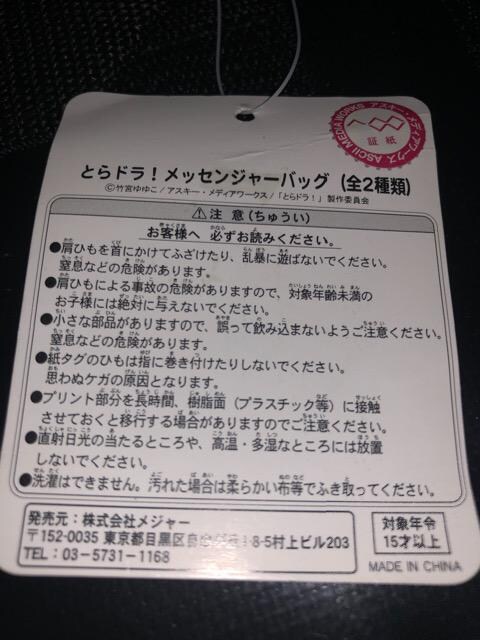 ASCII MEDIA WORKS アスキー・メディアワークス
証紙
とらドラ！メッセンジャーバッグ（全2種類）
©竹宮ゆゆこ／アスキー・メディアワークス／「とらドラ！」製作委員会
⚠注意（ちゅうい）
お客様へ 必ずお読みください。
●肩ひもを首にかけてふざけたり、乱暴に遊ばないでください。
窒息などの危険があります。
●肩ひもによる事故の危険がありますので、対象年齢未満の
お子様には絶対に与えないでください。
●小さな部品がありますので、誤って飲み込まないようご注意ください。
窒息などの危険があります。
●紙タグのひもは指に巻き付けたりしないでください。
思わぬケガの原因となります。
●プリント部分を長時間、樹脂面（プラスチック等）に接触
させておくと移行する場合がありますのでご注意ください。
●直射日光の当たるところや、高温・多湿なところには放置
しないでください。
●洗濯はできません。汚れた場合は柔らかい布等でふき取ってください。
発売元：株式会社メジャー
〒152-0035 東京都目黒区自由が丘1-8-5村上ビル203
TEL：03-5731-1168
対象年令
15才以上
MADE IN CHINA